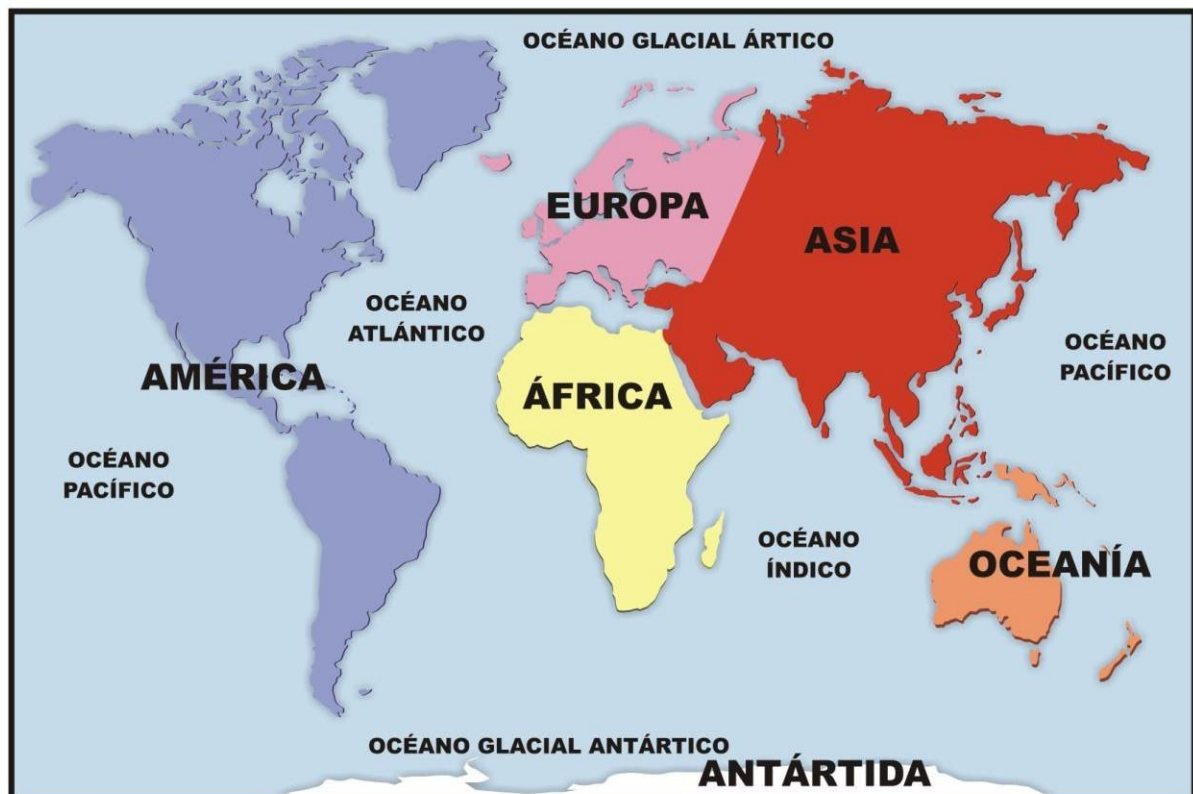 OCÉANO GLACIAL ÁRTICO
EUROPA
ASIA
OCÉANO
ATLÁNTICO
OCÉANO
PACÍFICO
AMÉRICA
ÁFRICA
OCÉANO
PACÍFICO
OCÉANO
ÍNDICO
OCEANÍA
OCÉANO GLACIAL ANTÁRTICO
ANTÁRTIDA